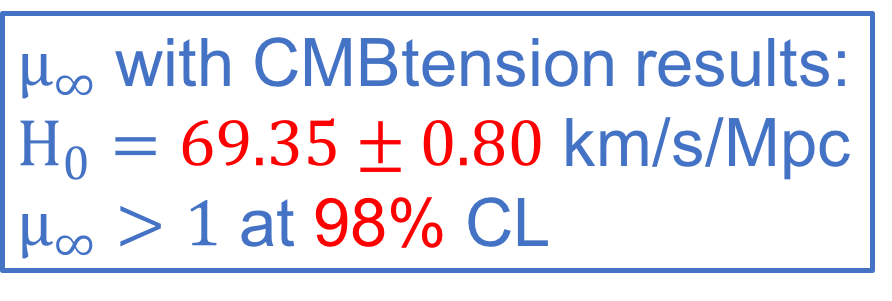 μ∞ with CMBtension results:
H₀ = 69.35 ± 0.80 km/s/Mpc
μ∞ > 1 at 98% CL